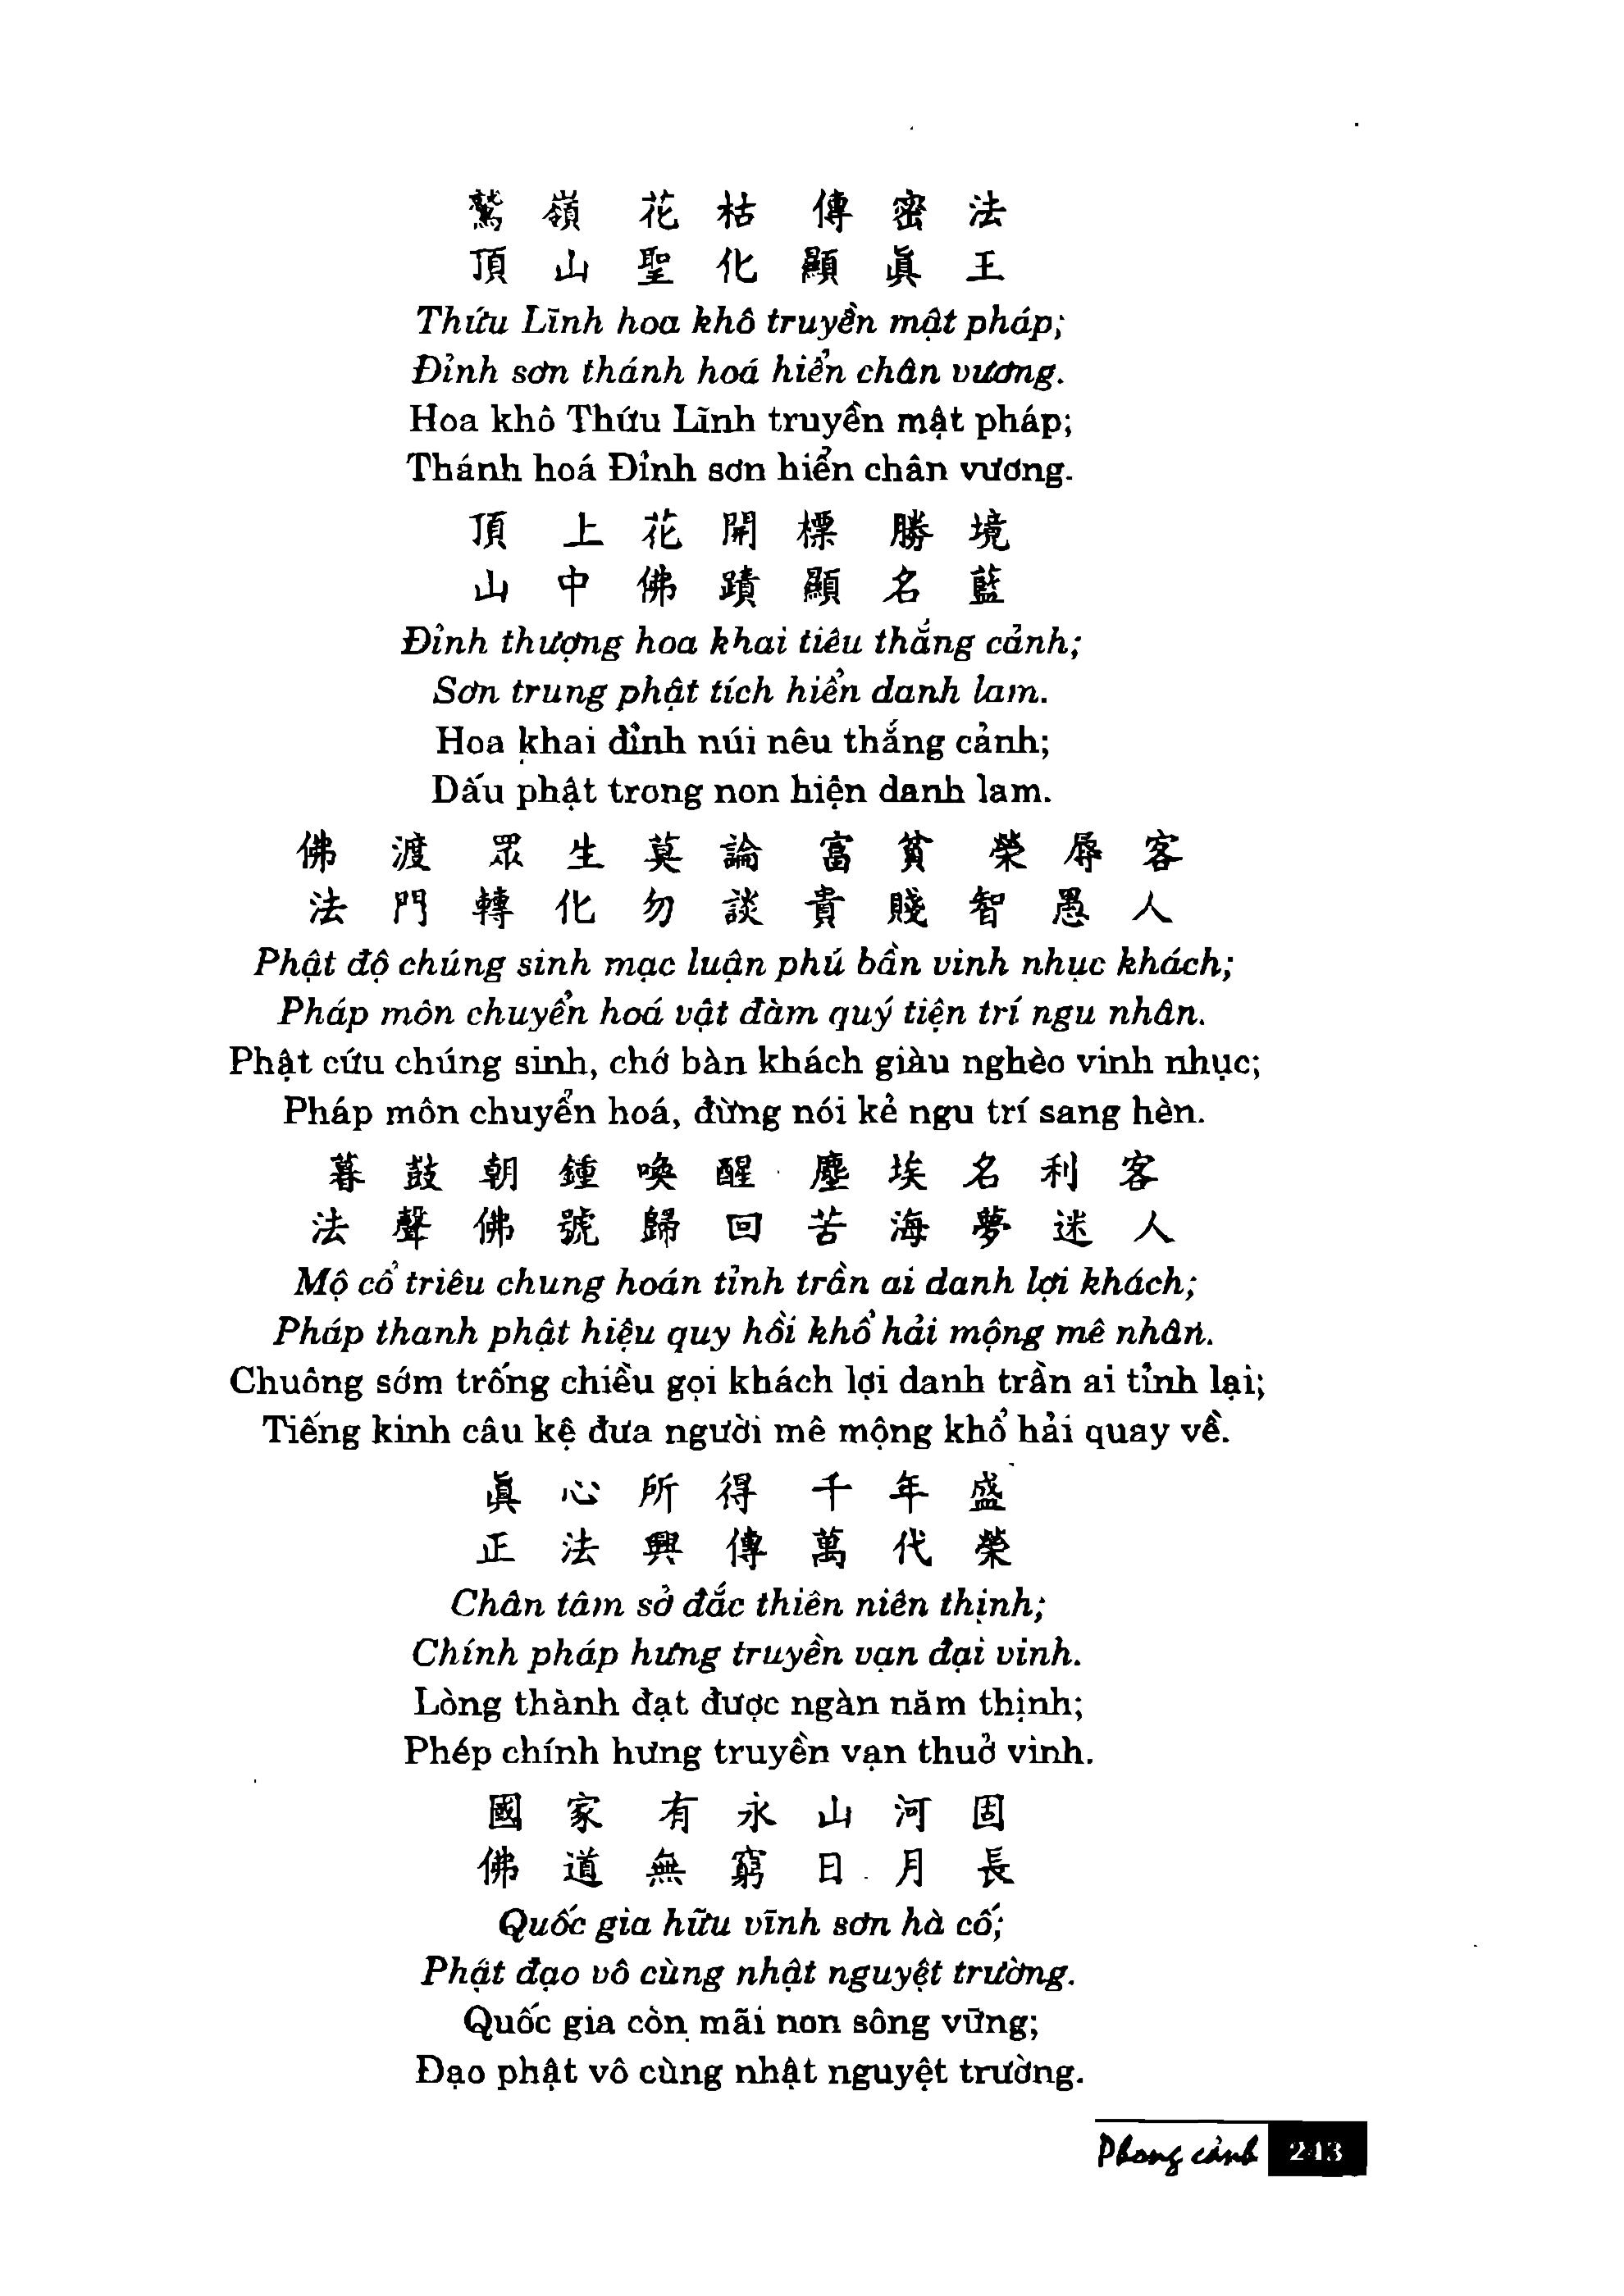 鷲嶺花枯傳密法
頂山聖化顯眞王
Thứu Lĩnh hoa khô truyền mật pháp;
Đỉnh sơn thánh hoá hiển chân vương.
Hoa khô Thứu Lĩnh truyền mật pháp;
Thánh hoá Đỉnh sơn hiển chân vương.
頂上花開標勝境
山中佛蹟顯名藍
Đỉnh thượng hoa khai tiêu thắng cảnh;
Sơn trung phật tích hiển danh lam.
Hoa khai đỉnh núi nêu thắng cảnh;
Dấu phật trong non hiện danh lam.
佛渡眾生莫論富貧榮辱客
法門轉化勿談貴賤智愚人
Phật độ chúng sinh mạc luận phú bần vinh nhục khách;
Pháp môn chuyển hoá vật đàm quý tiện trí ngu nhân.
Phật cứu chúng sinh, chớ bàn khách giàu nghèo vinh nhục;
Pháp môn chuyển hoá, đừng nói kẻ ngu trí sang hèn.
暮鼓朝鍾喚醒塵埃名利客
法聲佛號歸回苦海夢迷人
Mộ cổ triêu chung hoán tỉnh trần ai danh lợi khách;
Pháp thanh phật hiệu quy hồi khổ hải mộng mê nhân.
Chuông sớm trống chiều gọi khách lợi danh trần ai tỉnh lại;
Tiếng kinh câu kệ đưa người mê mộng khổ hải quay về.
眞心所得千年盛
正法興傳萬代榮
Chân tâm sở đắc thiên niên thịnh;
Chính pháp hưng truyền vạn đại vinh.
Lòng thành đạt được ngàn năm thịnh;
Phép chính hưng truyền vạn thuở vinh.
國家有永山河固
佛道無窮日月長
Quốc gia hữu vĩnh sơn hà cố;
Phật đạo vô cùng nhật nguyệt trường.
Quốc gia còn mãi non sông vững;
Đạo phật vô cùng nhật nguyệt trường.
Phong cảnh 243